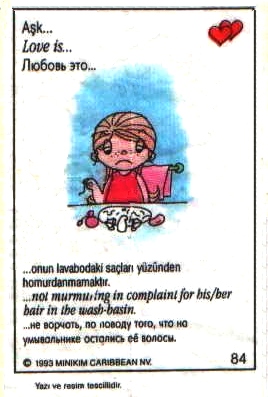 Aşk...
Love is...
Любовь это...
...onun lavabodaki saçları yüzünden
homurdanmamaktır.
...not murmuring in complaint for his/her
hair in the wash-basin.
...не ворчать, по поводу того, что на
умывальнике остались её волосы.
© 1993 MINIKIM CARIBBEAN NV.
84
Yazı ve resim tescillidir.